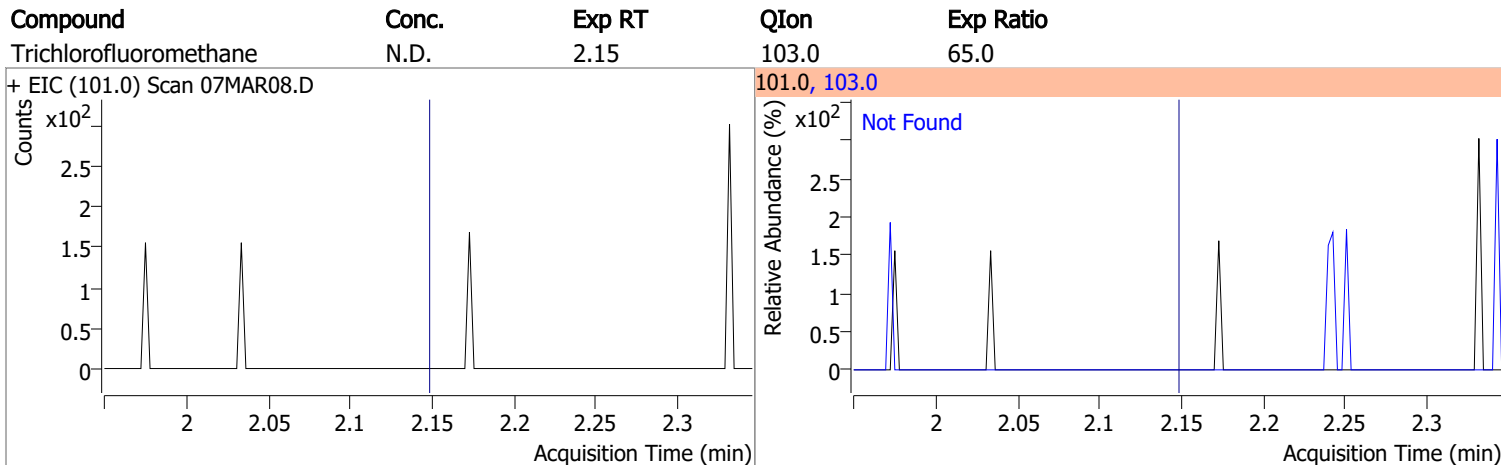 Compound Conc. Exp RT QIon Exp Ratio
Trichlorofluoromethane N.D. 2.15 103.0 65.0
+ EIC (101.0) Scan 07MAR08.D
Counts
x10²
2.5
2
1.5
1
0.5
0
2 2.05 2.1 2.15 2.2 2.25 2.3
Acquisition Time (min)
101.0, 103.0
Relative Abundance (%)
x10²
Not Found
2.5
2
1.5
1
0.5
0
2 2.05 2.1 2.15 2.2 2.25 2.3
Acquisition Time (min)